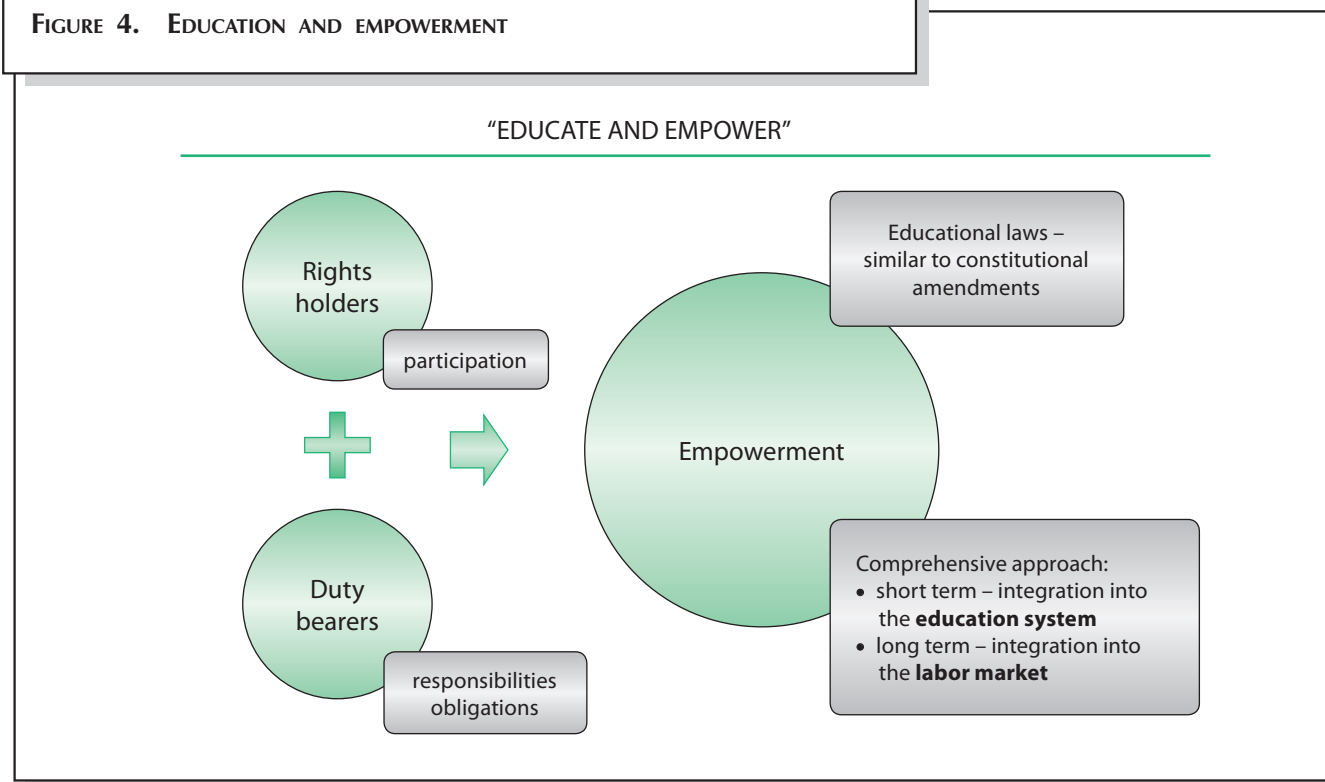 FIGURE 4. EDUCATION AND EMPOWERMENT
“EDUCATE AND EMPOWER”
Rights
holders
participation
Duty
bearers
responsibilities
obligations
Empowerment
Educational laws –
similar to constitutional
amendments
Comprehensive approach:
• short term – integration into
the education system
• long term – integration into
the labor market